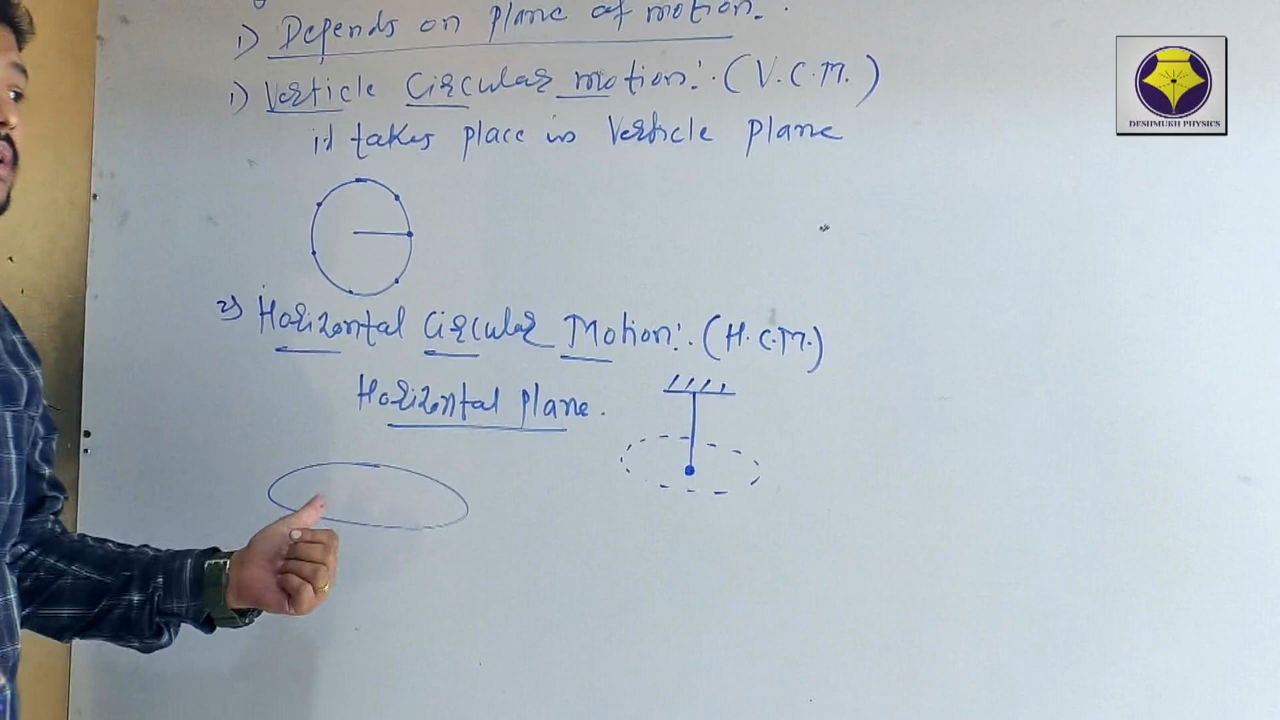 1) Depends on plane of motion.
1) Verticle Circular motion:- (V.C.M.)
it takes place in Verticle plane
2) Horizontal Circular Motion:- (H.C.M.)
Horizontal plane.
DESHMUKH PHYSICS